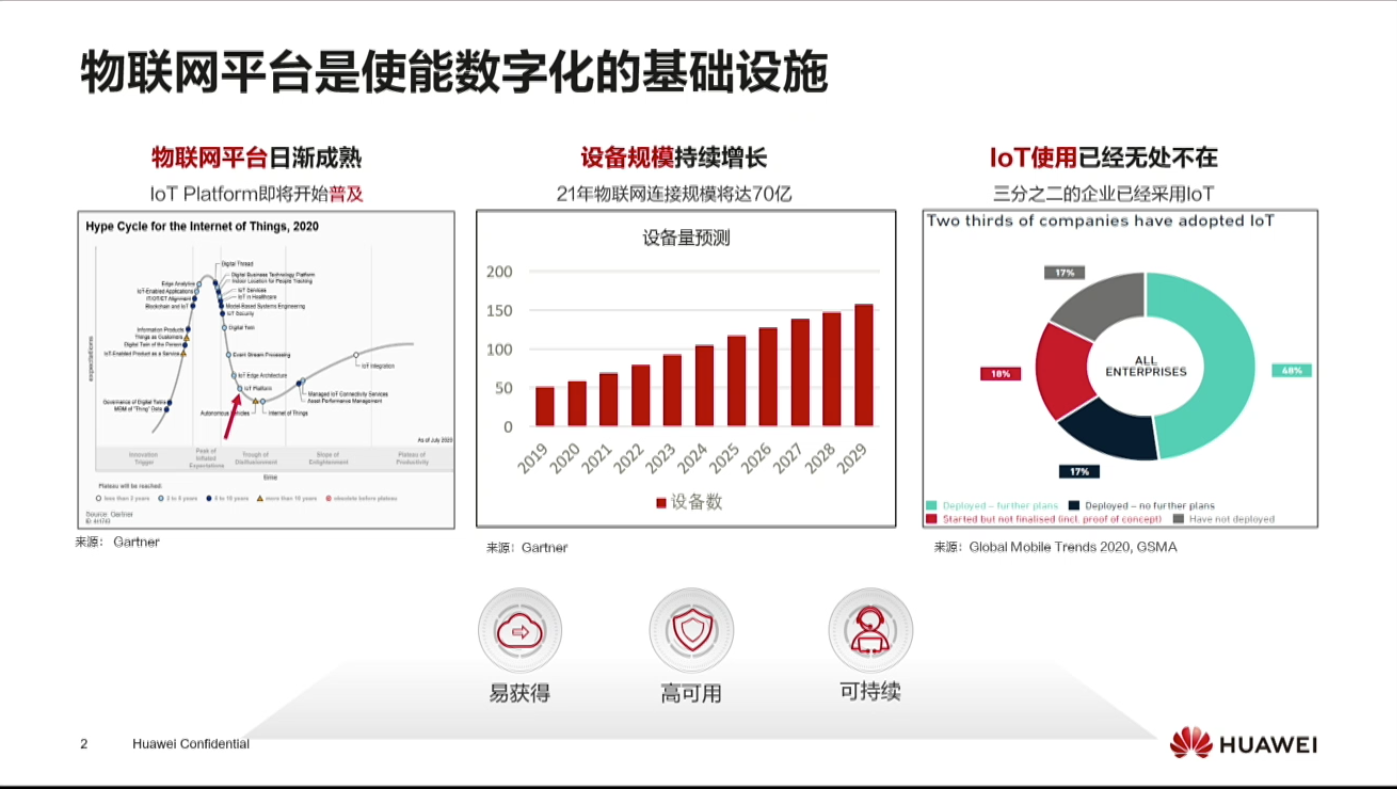 物联网平台是使能数字化的基础设施
物联网平台日渐成熟
IoT Platform即将开始普及
Hype Cycle for the Internet of Things, 2020
Digital Thread
Digital Business Technology Platform
Indoor Location for People Tracking
IoT Services
IoT in Healthcare
Model-Based Systems Engineering
IoT Security
Digital Twin
Event Stream Processing
IoT Edge Architecture
IoT Platform
Internet of Things
Managed IoT Connectivity Services
Asset Performance Management
IoT Integration
Edge Analytics
IoT-Enabled Applications
IT/OT/ET Alignment
Blockchain and IoT
Information Products
Things as Customers
Digital Twin of the Person
IoT-Enabled Product as a Service
Governance of Digital Twins
MDM of "Thing" Data
expectations
As of July 2020
Innovation
Trigger
Peak of
Inflated
Expectations
Trough of
Disillusionment
Slope of
Enlightenment
Plateau of
Productivity
time
Plateau will be reached:
less than 2 years
2 to 5 years
5 to 10 years
more than 10 years
obsolete before plateau
Source: Gartner
来源： Gartner
设备规模持续增长
21年物联网连接规模将达70亿
设备量预测
200
150
100
50
0
2019 2020 2021 2022 2023 2024 2025 2026 2027 2028 2029
设备数
来源：Gartner
IoT使用已经无处不在
三分之二的企业已经采用IoT
Two thirds of companies have adopted IoT
17%
18%
48%
17%
ALL
ENTERPRISES
Deployed – further plans Deployed – no further plans
Started but not finalised (incl. proof of concept) Have not deployed
来源：Global Mobile Trends 2020, GSMA
易获得
高可用
可持续
2 Huawei Confidential
HUAWEI